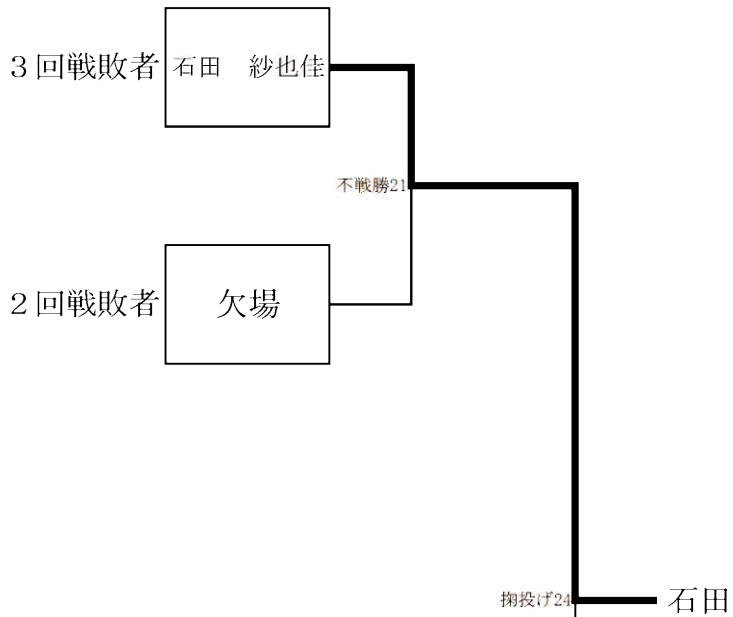 3回戦敗者
石田 紗也佳
不戦勝21
2回戦敗者
欠場
掬投げ24
石田